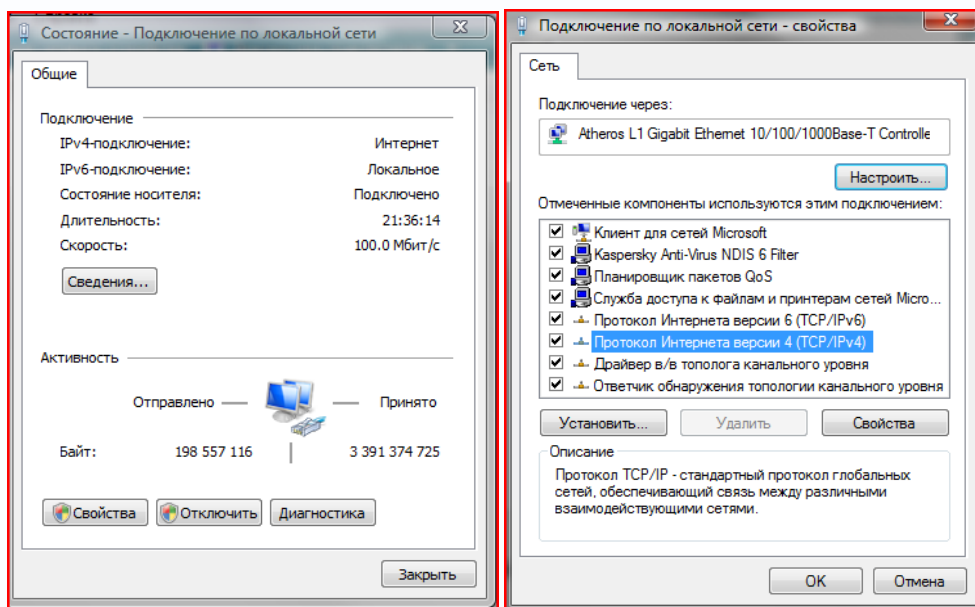 Состояние - Подключение по локальной сети
Общие
Подключение
IPv4-подключение: Интернет
IPv6-подключение: Локальное
Состояние носителя: Подключено
Длительность: 21:36:14
Скорость: 100.0 Мбит/с
Сведения...
Активность
Отправлено — — Принято
Байт: 198 557 116 | 3 391 374 725
Свойства Отключить Диагностика
Закрыть
Подключение по локальной сети - свойства
Сеть
Подключение через:
Atheros L1 Gigabit Ethernet 10/100/1000Base-T Controlle
Настроить...
Отмеченные компоненты используются этим подключением:
Клиент для сетей Microsoft
Kaspersky Anti-Virus NDIS 6 Filter
Планировщик пакетов QoS
Служба доступа к файлам и принтерам сетей Micro...
Протокол Интернета версии 6 (TCP/IPv6)
Протокол Интернета версии 4 (TCP/IPv4)
Драйвер в/в тополога канального уровня
Ответчик обнаружения топологии канального уровня
Установить... Удалить Свойства
Описание
Протокол TCP/IP - стандартный протокол глобальных
сетей, обеспечивающий связь между различными
взаимодействующими сетями.
OK Отмена